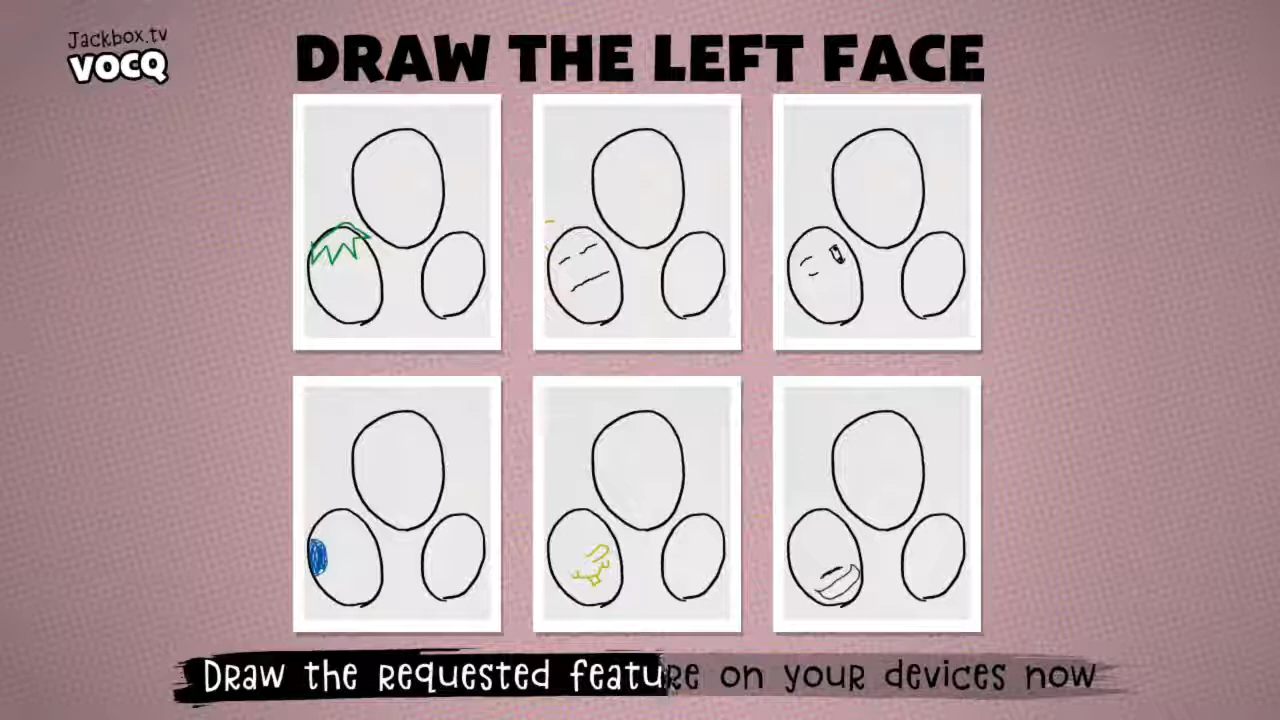 Jackbox.tv
VOCQ
DRAW THE LEFT FACE
Draw the requested feature on your devices now